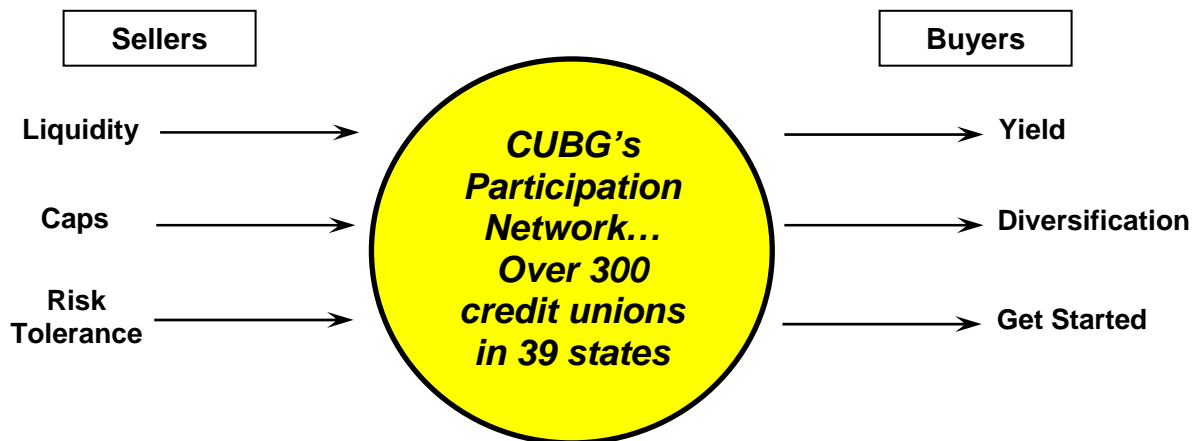 Sellers
Buyers
Liquidity
Caps
Risk
Tolerance
CUBG’s
Participation
Network…
Over 300
credit unions
in 39 states
Yield
Diversification
Get Started